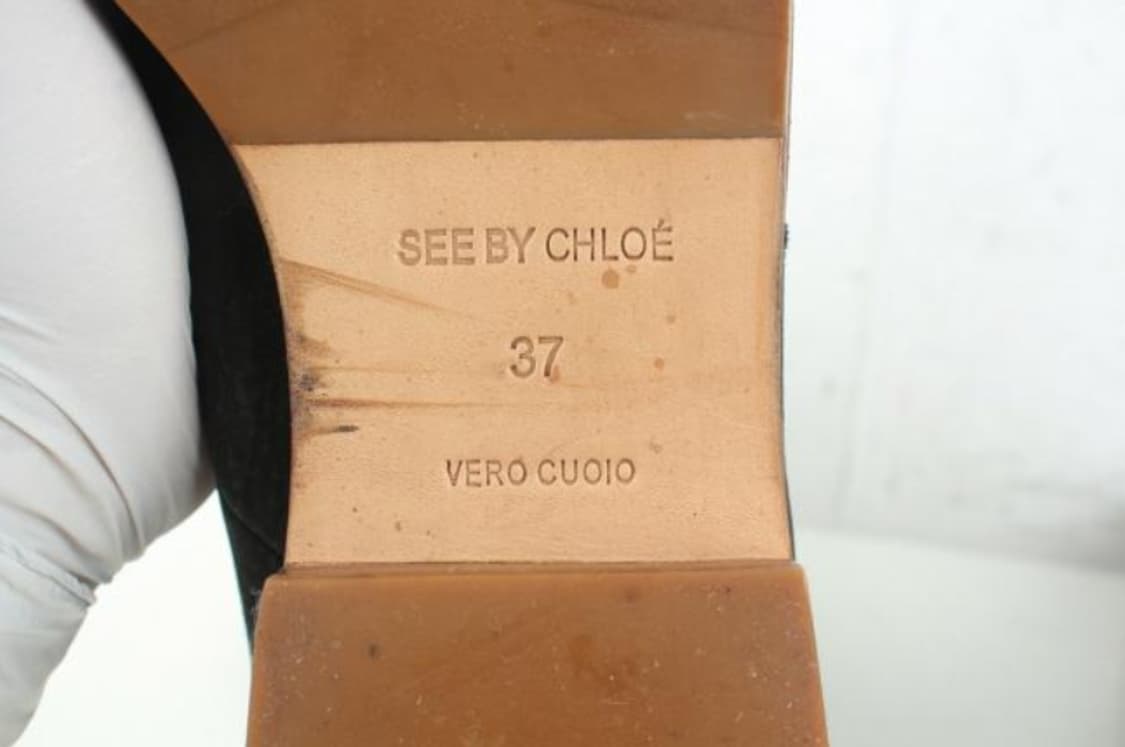 SEE BY CHLOÉ
37
VERO CUOIO